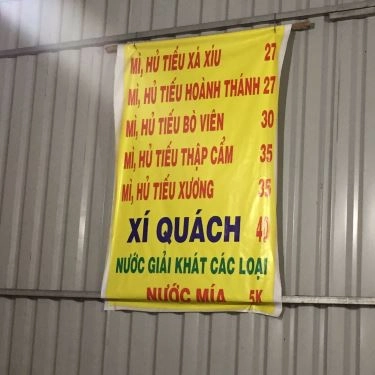 MÌ, HỦ TIẾU XÁ XÍU 27
MÌ, HỦ TIẾU HOÀNH THÁNH 27
MÌ, HỦ TIẾU BÒ VIÊN 30
MÌ, HỦ TIẾU THẬP CẨM 35
MÌ, HỦ TIẾU XƯƠNG 35
XÍ QUÁCH 40
NƯỚC GIẢI KHÁT CÁC LOẠI
NƯỚC MÍA 5K